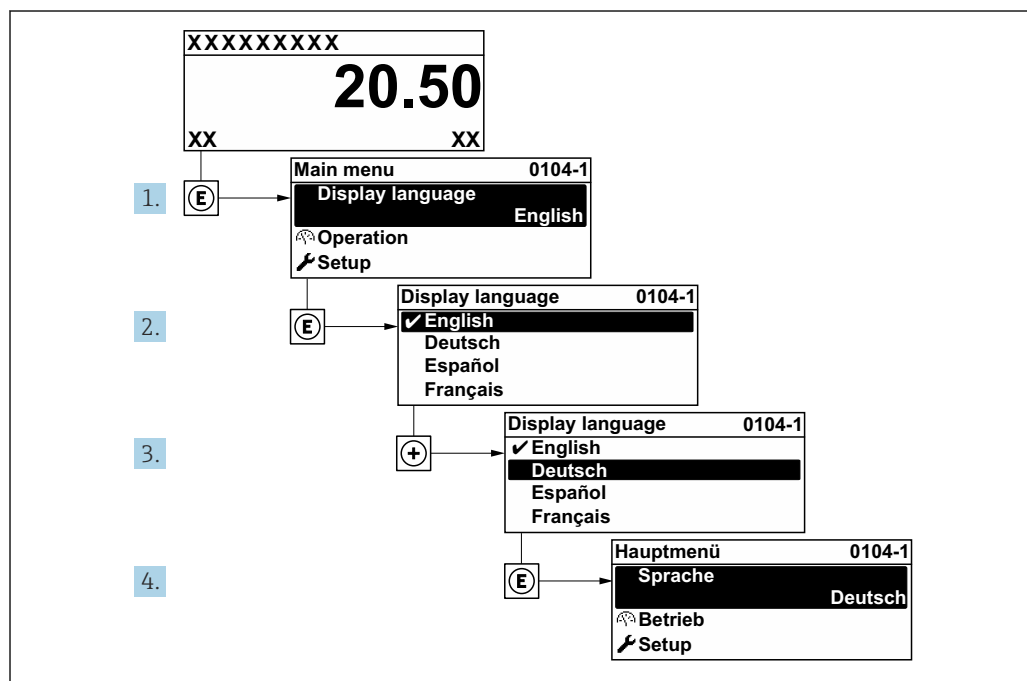 XXXXXXXXX
20.50
XX XX
1. E
Main menu 0104-1
Display language
English
Operation
Setup
2. E
Display language 0104-1
✔ English
Deutsch
Español
Français
3. +
Display language 0104-1
✔ English
Deutsch
Español
Français
4. E
Hauptmenü 0104-1
Sprache
Deutsch
Betrieb
Setup